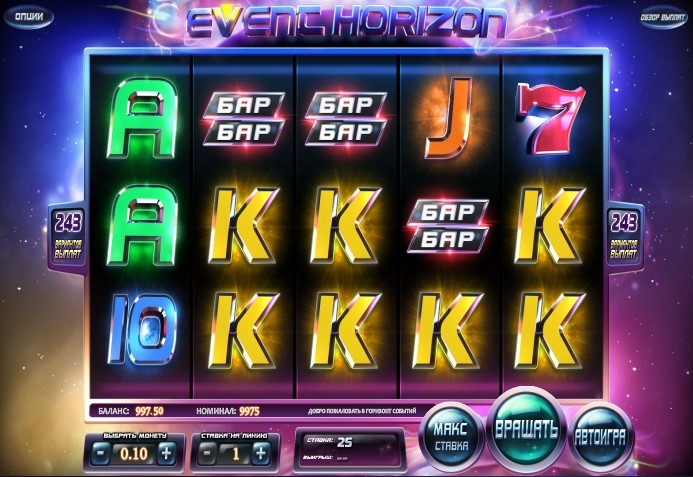 ОПЦИИ
EVENT HORIZON
ОБЗОР ВЫПЛАТ
A БАР БАР БАР БАР J 7
A K K БАР БАР K
10 K K K K
243 ВАРИАНТОВ ВЫПЛАТ
243 ВАРИАНТОВ ВЫПЛАТ
БАЛАНС: 997.50 НОМИНАЛ: 9975 ДОБРО ПОЖАЛОВАТЬ В ГОРИЗОНТ СОБЫТИЙ
ВЫБРАТЬ МОНЕТУ
- 0.10 +
СТАВКА НА ЛИНИЮ
- 1 +
СТАВКА: 25
ВЫИГРЫШ: --
МАКС
СТАВКА
ВРАЩАТЬ
АВТОИГРА